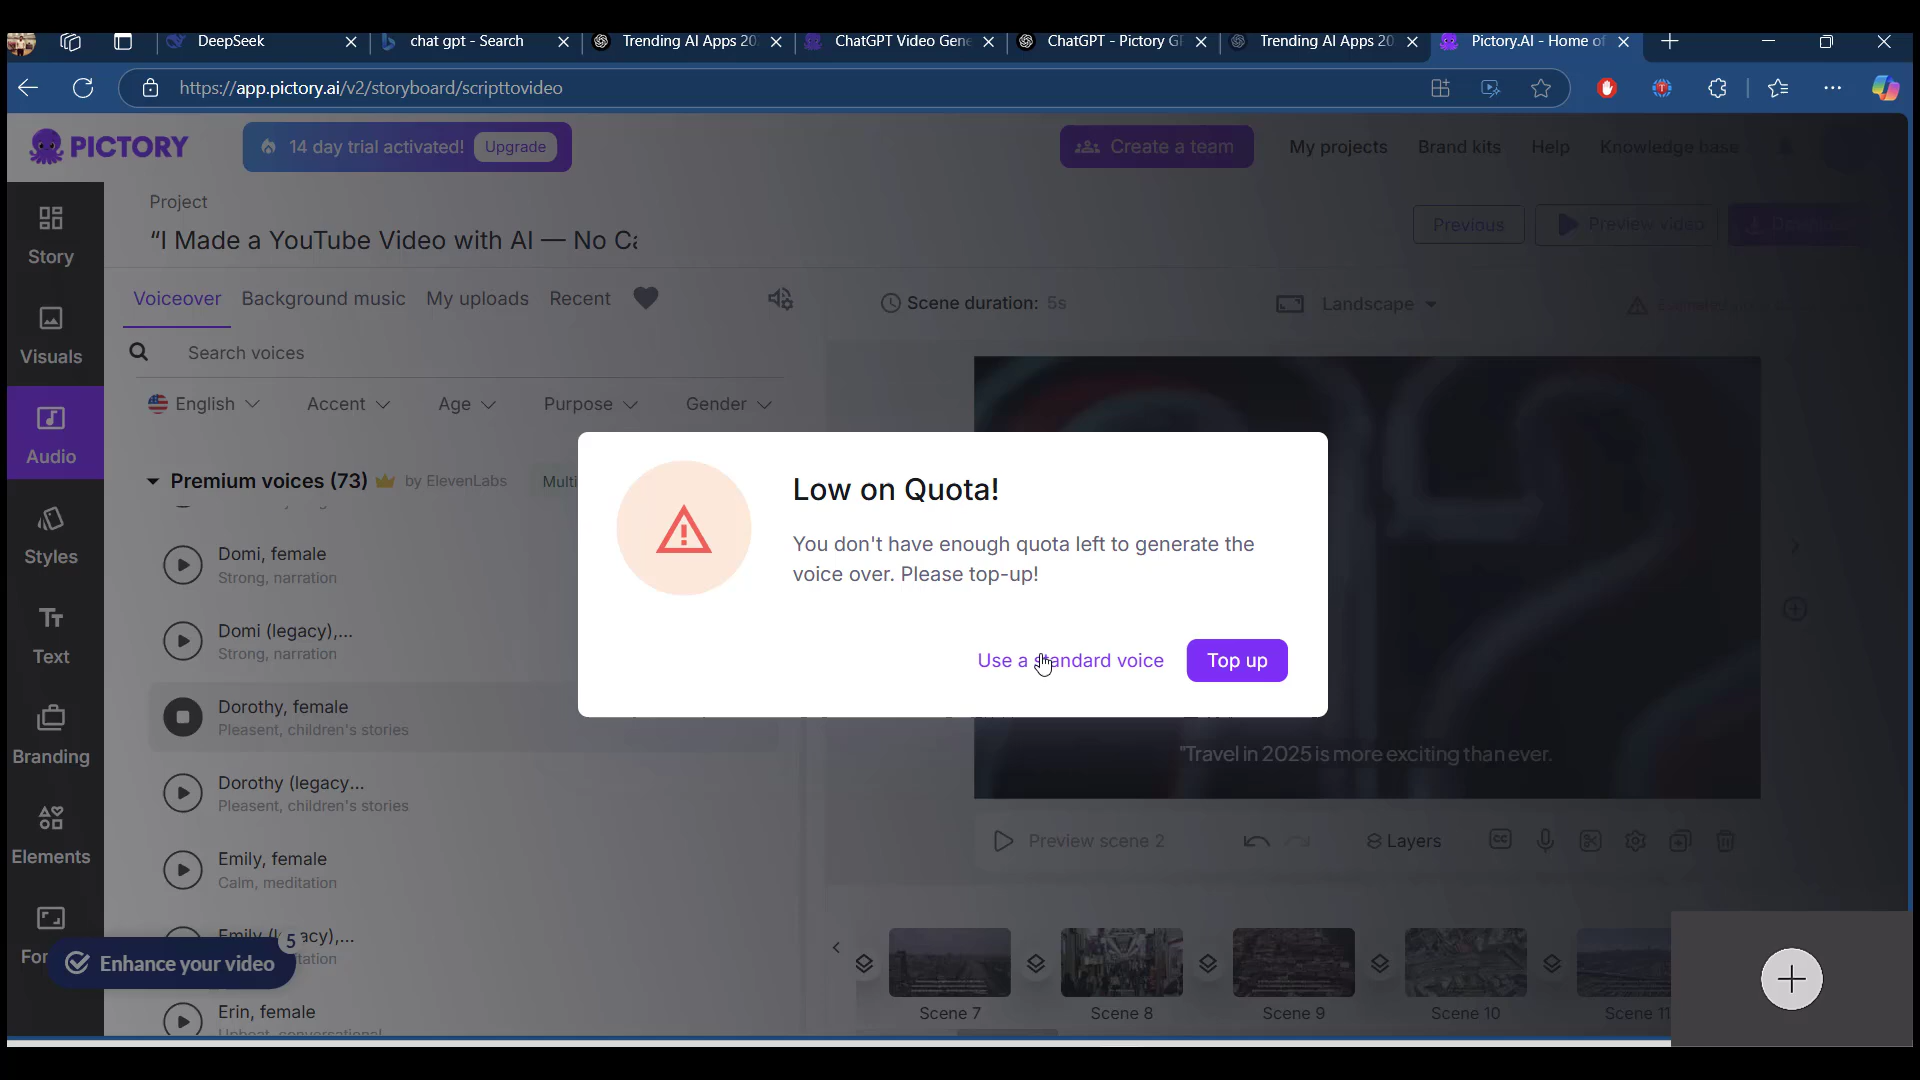 DeepSeek
chat gpt - Search
Trending AI Apps 20
ChatGPT Video Gene
ChatGPT - Pictory G
Trending AI Apps 20
Pictory.AI - Home of
https://app.pictory.ai/v2/storyboard/scripttovideo
PICTORY
14 day trial activated!
Upgrade
Create a team
My projects
Brand kits
Help
Knowledge base
Project
“I Made a YouTube Video with AI — No Ca
Previous
Preview video
Story
Visuals
Audio
Styles
Text
Branding
Elements
For
Voiceover
Background music
My uploads
Recent
Scene duration: 5s
Landscape
Search voices
English
Accent
Age
Purpose
Gender
Premium voices (73)
by ElevenLabs
Multi
Domi, female
Strong, narration
Domi (legacy),...
Strong, narration
Dorothy, female
Pleasent, children's stories
Dorothy (legacy...
Pleasent, children's stories
Emily, female
Calm, meditation
Erin, female
Low on Quota!
You don't have enough quota left to generate the
voice over. Please top-up!
Use a standard voice
Top up
"Travel in 2025 is more exciting than ever.
Preview scene 2
Layers
CC
Enhance your video
5
Scene 7
Scene 8
Scene 9
Scene 10
Scene 11